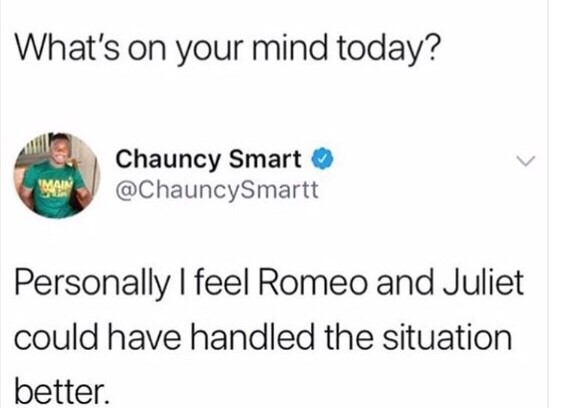 What's on your mind today?
Chauncy Smart
@ChauncySmartt
MAIN
Personally I feel Romeo and Juliet
could have handled the situation
better.